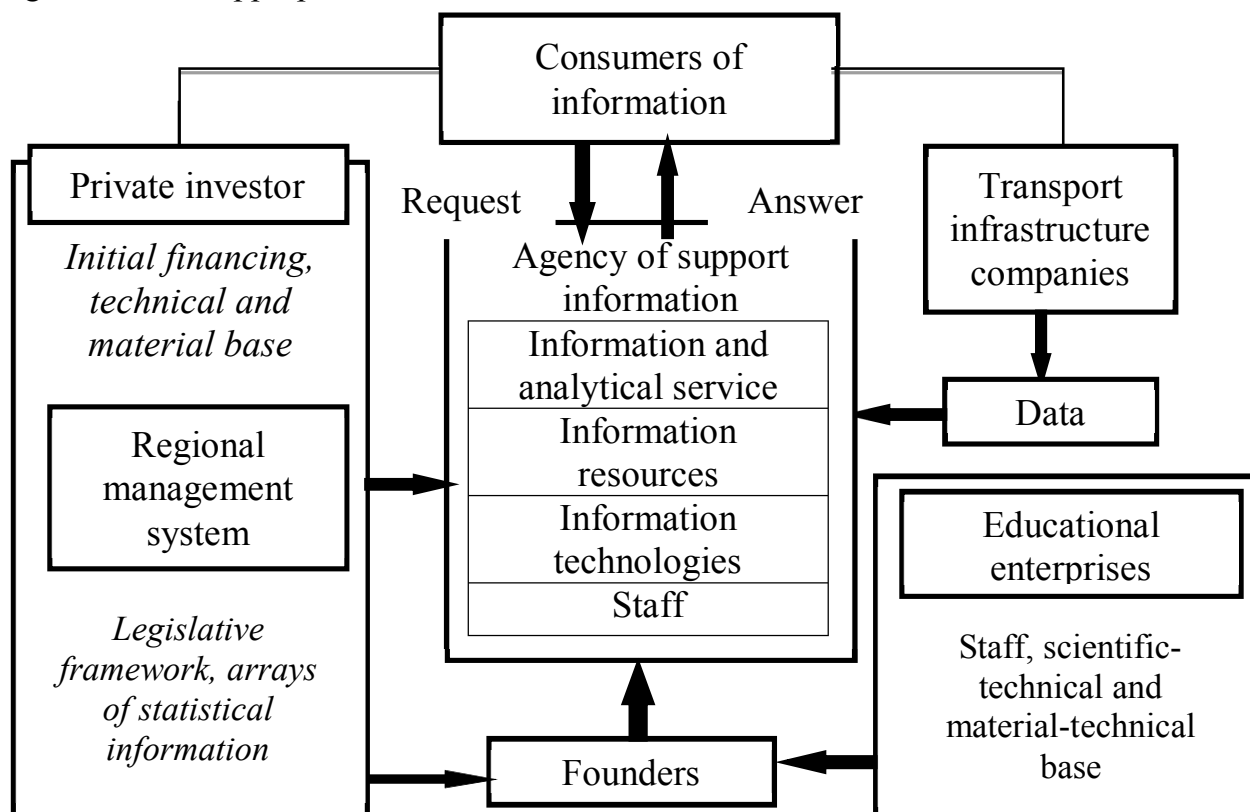 Consumers of
information
Private investor
Request
Answer
Transport
infrastructure
companies
Initial financing,
technical and
material base
Agency of support
information
Information and
analytical service
Data
Regional
management
system
Information
resources
Educational
enterprises
Information
technologies
Staff
Legislative
framework, arrays
of statistical
information
Staff, scientific-
technical and
material-technical
base
Founders